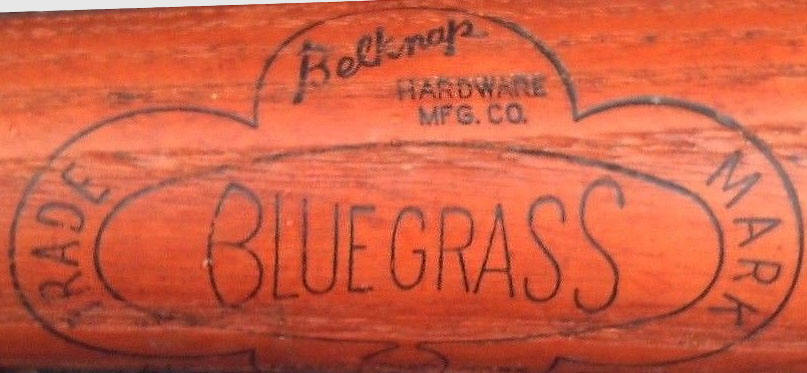 Belknap
HARDWARE
MFG. CO.
TRADE
MARK
BLUEGRASS